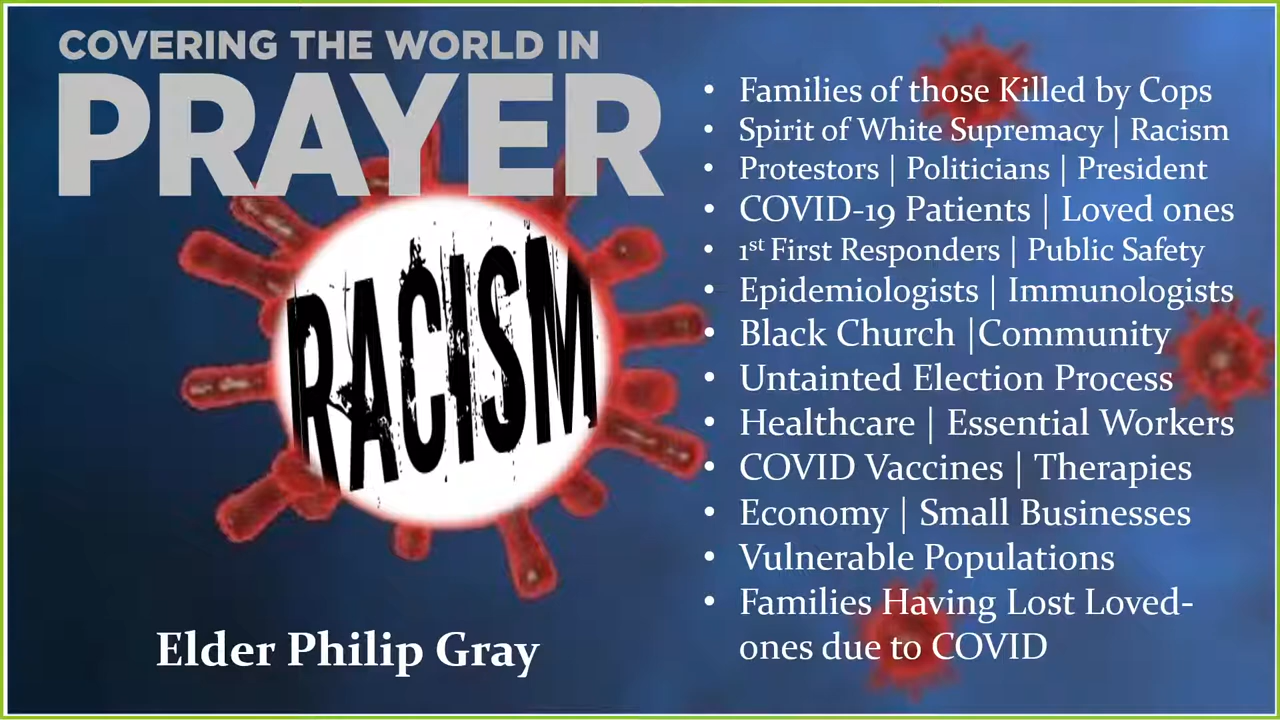 COVERING THE WORLD IN
PRAYER
RACISM
Elder Philip Gray
• Families of those Killed by Cops
• Spirit of White Supremacy | Racism
• Protestors | Politicians | President
• COVID-19 Patients | Loved ones
• 1st First Responders | Public Safety
• Epidemiologists | Immunologists
• Black Church |Community
• Untainted Election Process
• Healthcare | Essential Workers
• COVID Vaccines | Therapies
• Economy | Small Businesses
• Vulnerable Populations
• Families Having Lost Loved-
ones due to COVID